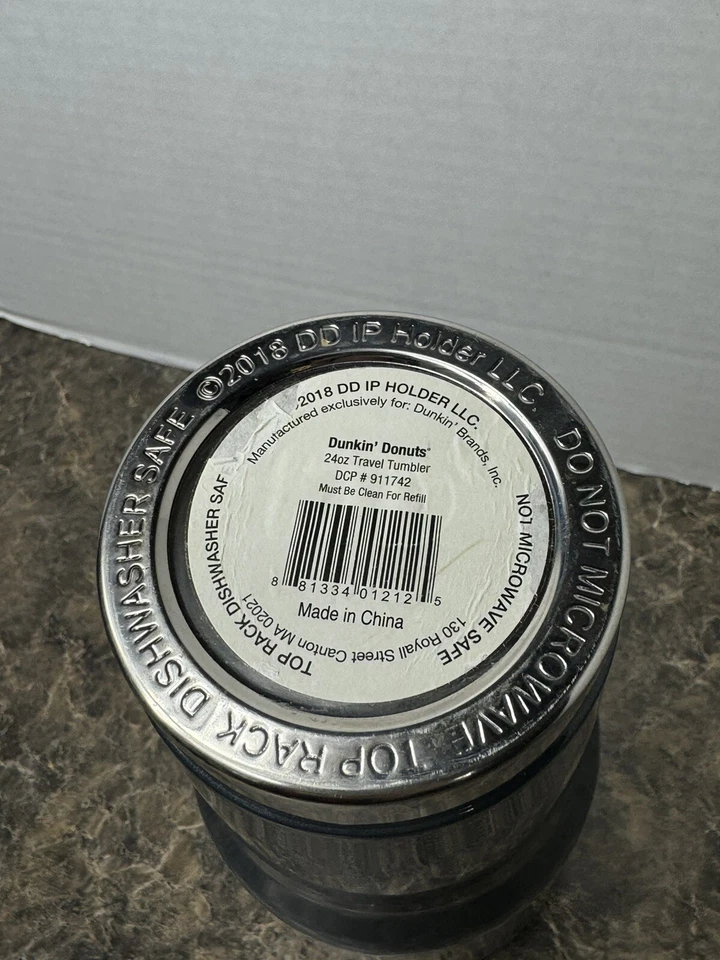 ©2018 DD IP Holder LLC.
DO NOT MICROWAVE
TOP RACK DISHWASHER SAFE
2018 DD IP HOLDER LLC.
Manufactured exclusively for: Dunkin' Brands, Inc.
Dunkin' Donuts®
24oz Travel Tumbler
DCP # 911742
Must Be Clean For Refill
8 81334 01212 5
Made in China
130 Royall Street Canton MA 02021
TOP RACK DISHWASHER SAF
NOT MICROWAVE SAFE